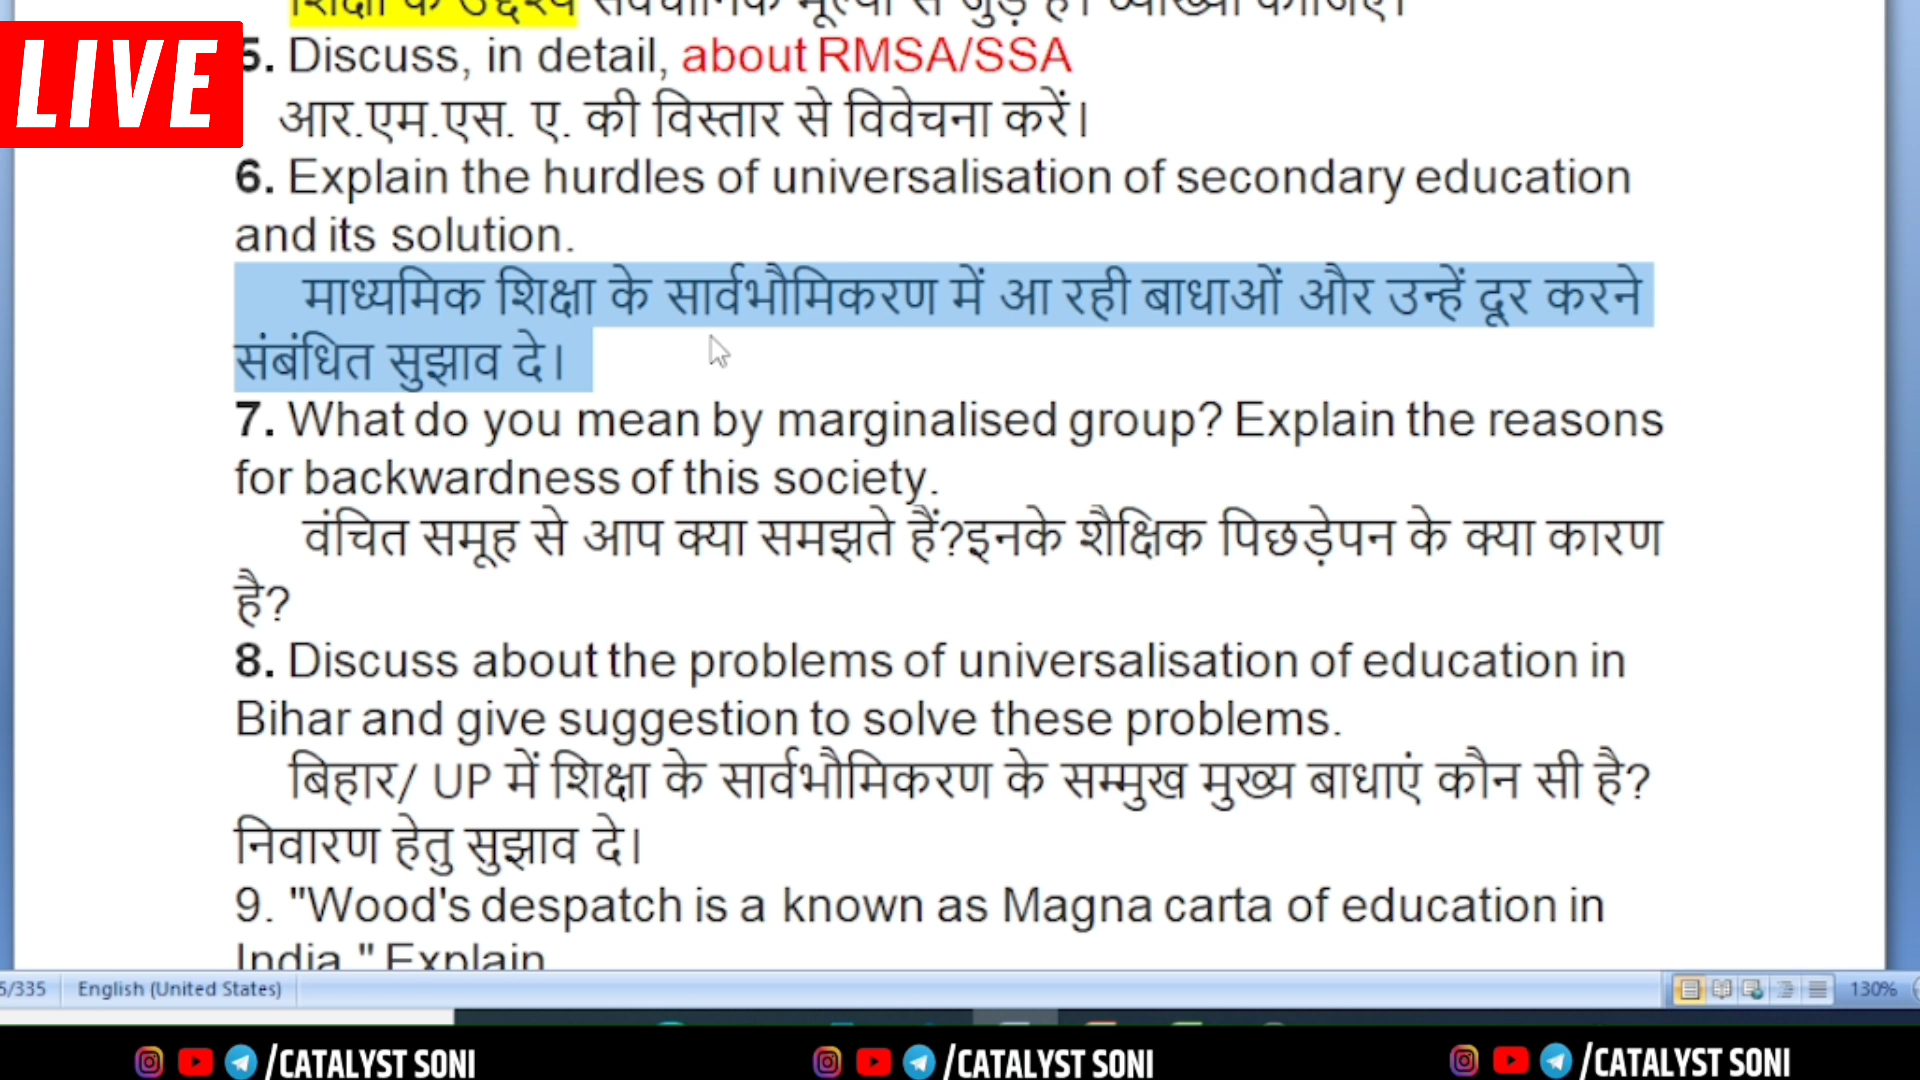 शिक्षा के उद्देश्य संवैधानिक मूल्यों से जुड़े हैं। व्याख्या कीजिए।
LIVE
5. Discuss, in detail, about RMSA/SSA
आर.एम.एस. ए. की विस्तार से विवेचना करें।
6. Explain the hurdles of universalisation of secondary education
and its solution.
माध्यमिक शिक्षा के सार्वभौमिकरण में आ रही बाधाओं और उन्हें दूर करने
संबंधित सुझाव दे।
7. What do you mean by marginalised group? Explain the reasons
for backwardness of this society.
वंचित समूह से आप क्या समझते हैं?इनके शैक्षिक पिछड़ेपन के क्या कारण
है?
8. Discuss about the problems of universalisation of education in
Bihar and give suggestion to solve these problems.
बिहार/ UP में शिक्षा के सार्वभौमिकरण के सम्मुख मुख्य बाधाएं कौन सी है?
निवारण हेतु सुझाव दे।
9. "Wood's despatch is a known as Magna carta of education in
India." Explain
5/335 English (United States) 130%
/CATALYST SONI /CATALYST SONI /CATALYST SONI